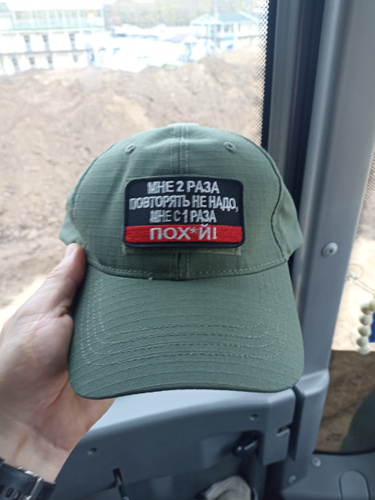 МНЕ 2 РАЗА
ПОВТОРЯТЬ НЕ НАДО,
МНЕ С 1 РАЗА
ПОХ*Й!